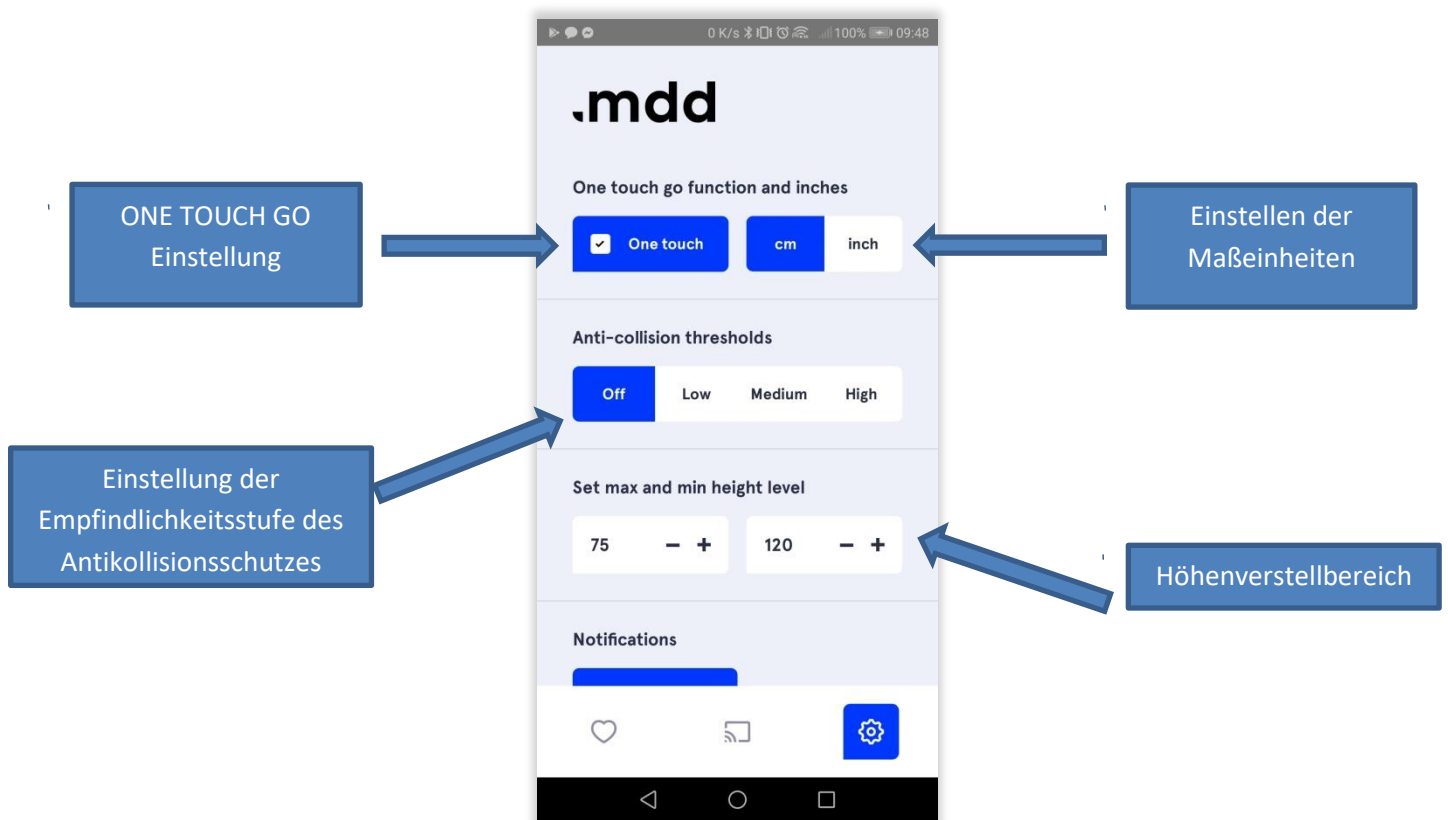 0 K/s 100% 09:48
.mdd
One touch go function and inches
ONE TOUCH GO
Einstellung
One touch
cm
inch
Einstellen der
Maßeinheiten
Anti-collision thresholds
Off
Low
Medium
High
Einstellung der
Empfindlichkeitsstufe des
Antikollisionsschutzes
Set max and min height level
75 − +
120 − +
Höhenverstellbereich
Notifications